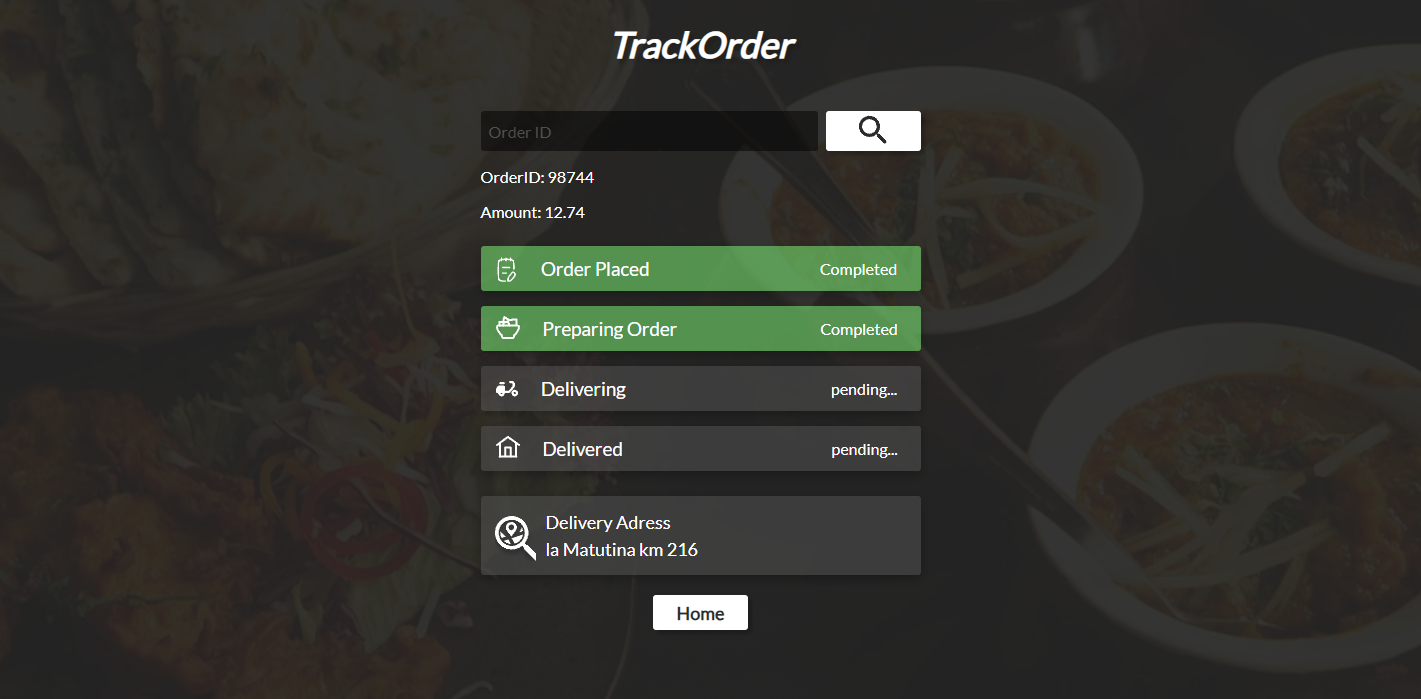 TrackOrder
Order ID
OrderID: 98744
Amount: 12.74
Order Placed Completed
Preparing Order Completed
Delivering pending...
Delivered pending...
Delivery Adress
la Matutina km 216
Home